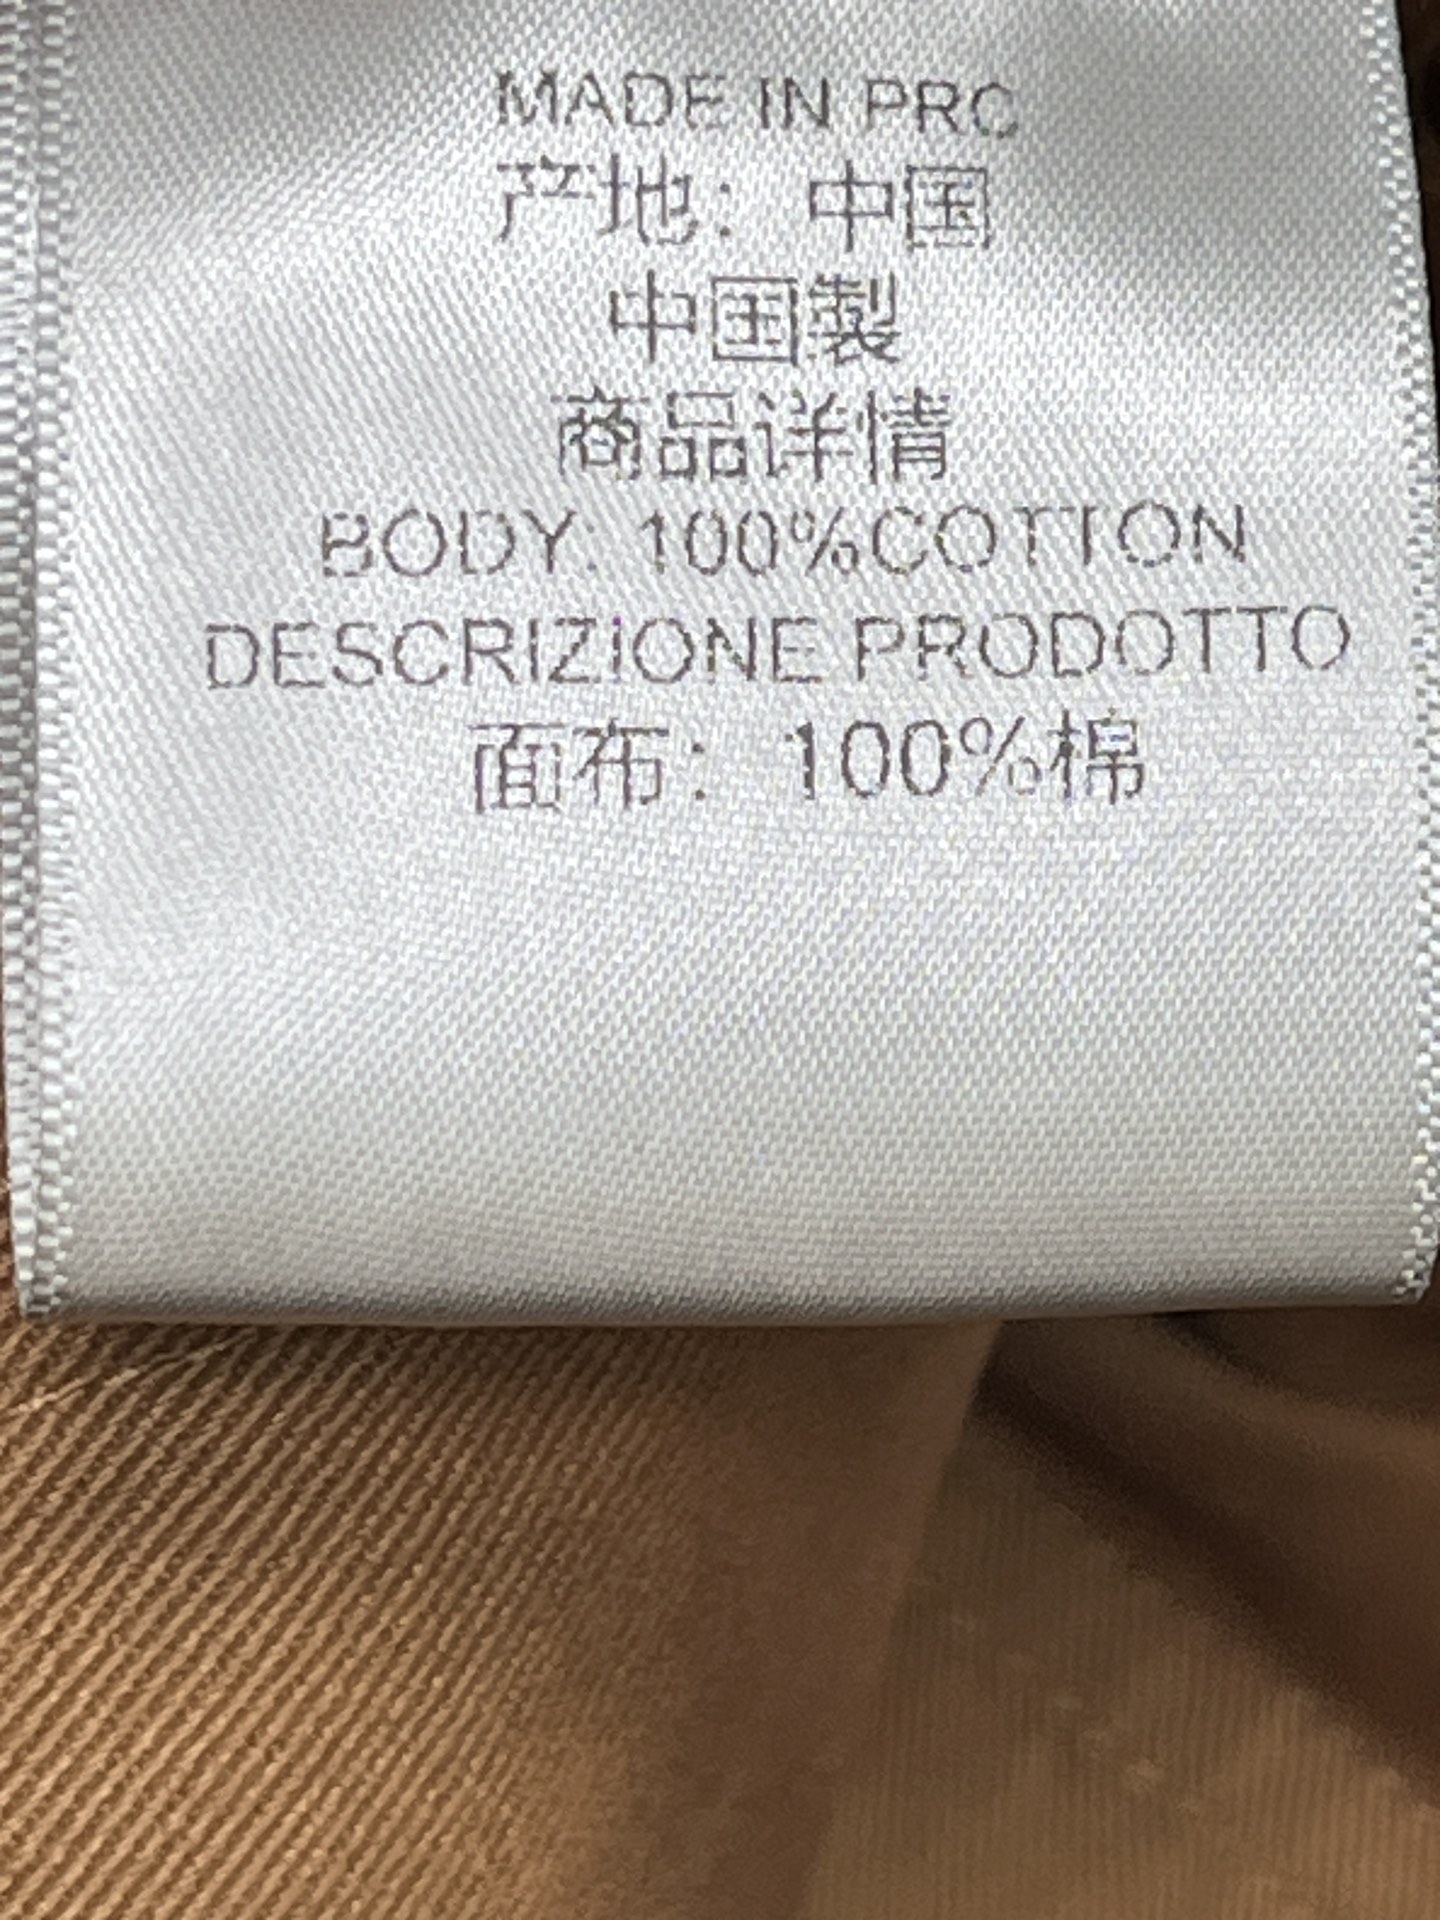 MADE IN PRC
产地：中国
中国製
商品详情
BODY: 100%COTTON
DESCRIZIONE PRODOTTO
面布：100%棉